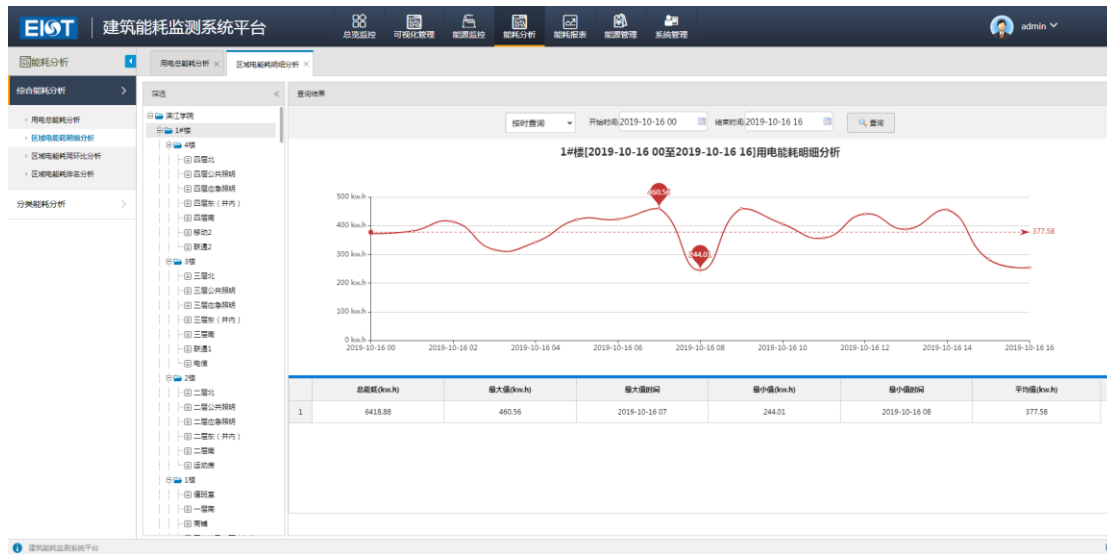 EIOT 建筑能耗监测系统平台
总览监控 可视化管理 能源监控 能耗分析 能耗报表 能源管理 系统管理
admin
能耗分析
用电总能耗分析 × 区域电能耗明细分析 ×
综合能耗分析
用电总能耗分析
区域电能耗明细分析
区域电能耗同环比分析
区域电能耗排名分析
分类能耗分析
筛选
滨江学院
1#楼
4楼
四层北
四层公共照明
四层应急照明
四层东（井内）
四层南
移动2
联通2
3楼
三层北
三层公共照明
三层应急照明
三层东（井内）
三层南
联通1
电信
2楼
二层北
二层公共照明
二层应急照明
二层东（井内）
二层南
运动房
1楼
值班室
一层南
商铺
查询结果
按时查询 开始时间:2019-10-16 00 结束时间:2019-10-16 16 查询
1#楼[2019-10-16 00至2019-10-16 16]用电能耗明细分析
500 kw.h
460.56
400 kw.h
377.58
300 kw.h
244.01
200 kw.h
100 kw.h
0 kw.h
2019-10-16 00 2019-10-16 02 2019-10-16 04 2019-10-16 06 2019-10-16 08 2019-10-16 10 2019-10-16 12 2019-10-16 14 2019-10-16 16
总能耗(kw.h) 最大值(kw.h) 最大值时间 最小值(kw.h) 最小值时间 平均值(kw.h)
1 6418.88 460.56 2019-10-16 07 244.01 2019-10-16 08 377.58
建筑能耗监测系统平台